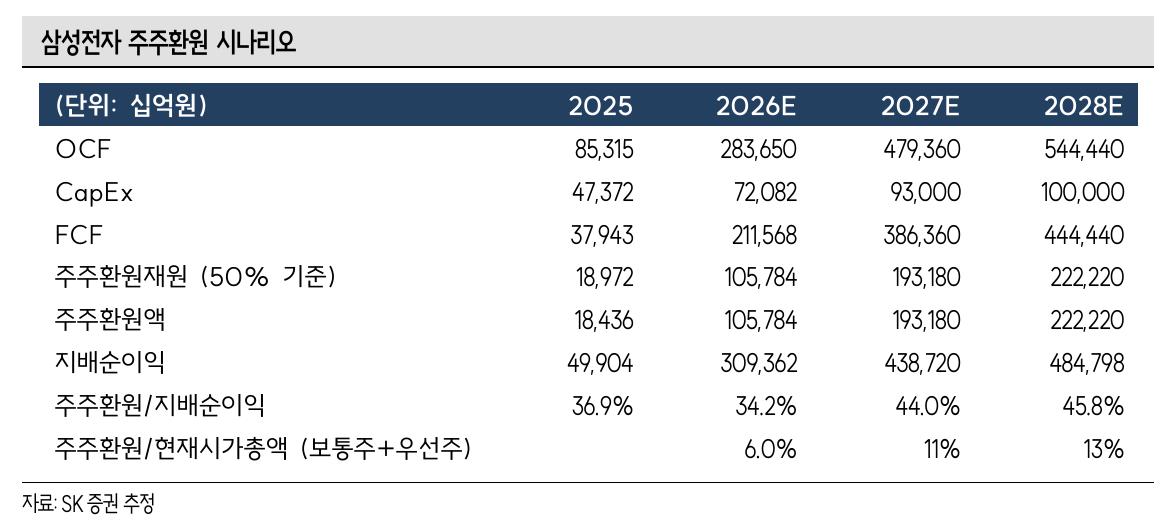 삼성전자 주주환원 시나리오
(단위: 십억원) 2025 2026E 2027E 2028E
OCF 85,315 283,650 479,360 544,440
CapEx 47,372 72,082 93,000 100,000
FCF 37,943 211,568 386,360 444,440
주주환원재원 (50% 기준) 18,972 105,784 193,180 222,220
주주환원액 18,436 105,784 193,180 222,220
지배순이익 49,904 309,362 438,720 484,798
주주환원/지배순이익 36.9% 34.2% 44.0% 45.8%
주주환원/현재시가총액 (보통주+우선주) 6.0% 11% 13%
자료: SK 증권 추정